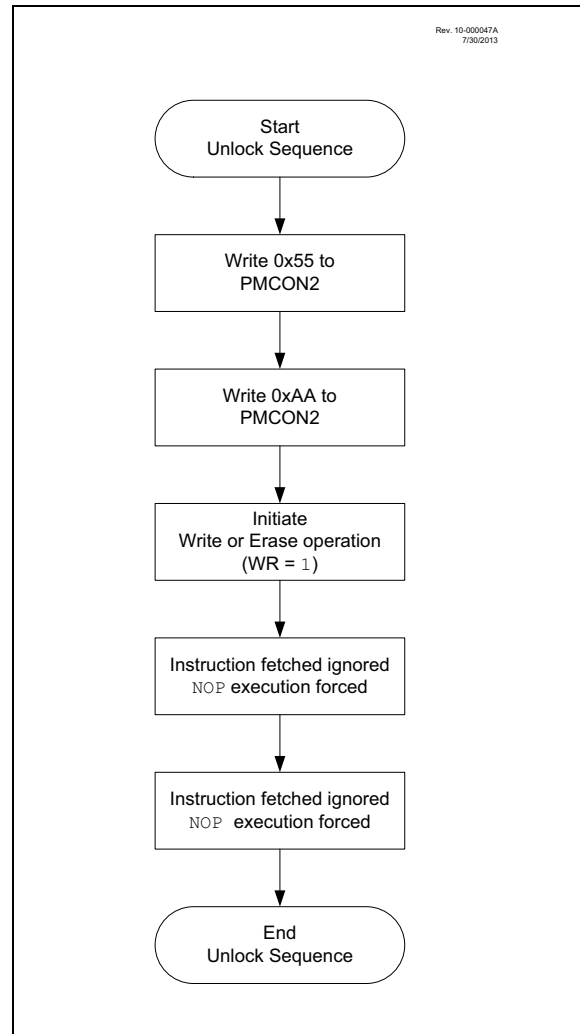 Rev. 10-000047A
7/30/2013
Start
Unlock Sequence
Write 0x55 to
PMCON2
Write 0xAA to
PMCON2
Initiate
Write or Erase operation
(WR = 1)
Instruction fetched ignored
NOP execution forced
Instruction fetched ignored
NOP execution forced
End
Unlock Sequence